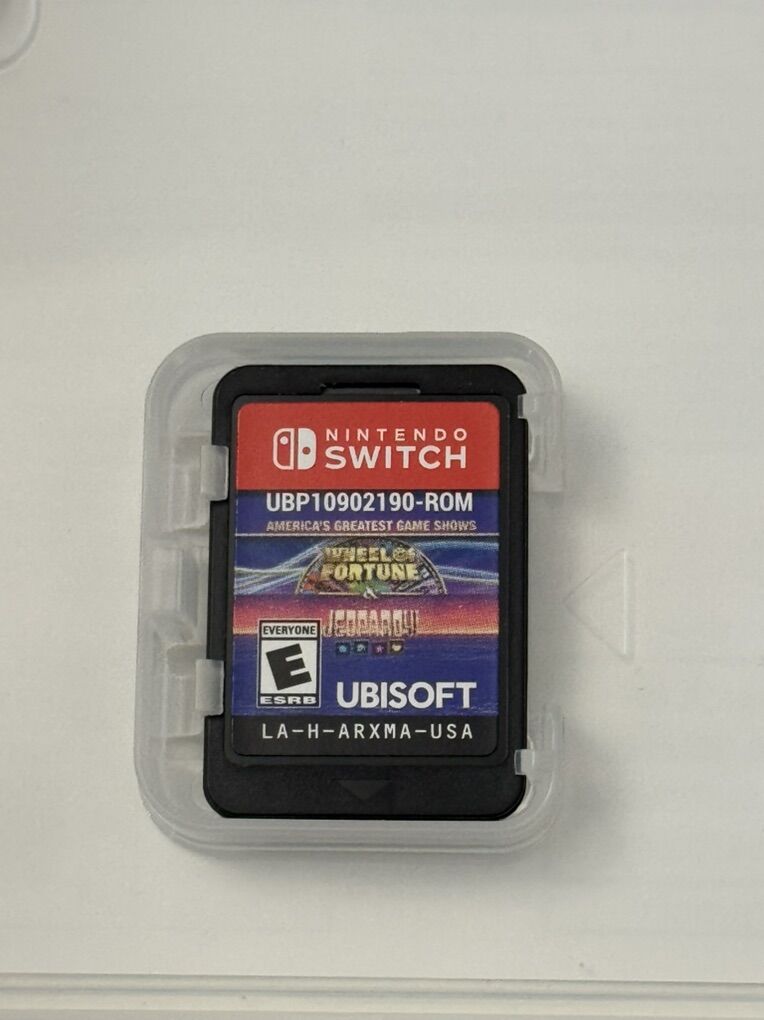 NINTENDO
SWITCH
UBP10902190-ROM
AMERICA'S GREATEST GAME SHOWS
WHEEL OF
FORTUNE
&
JEOPARDY!
EVERYONE
E
ESRB
UBISOFT
LA-H-ARXMA-USA